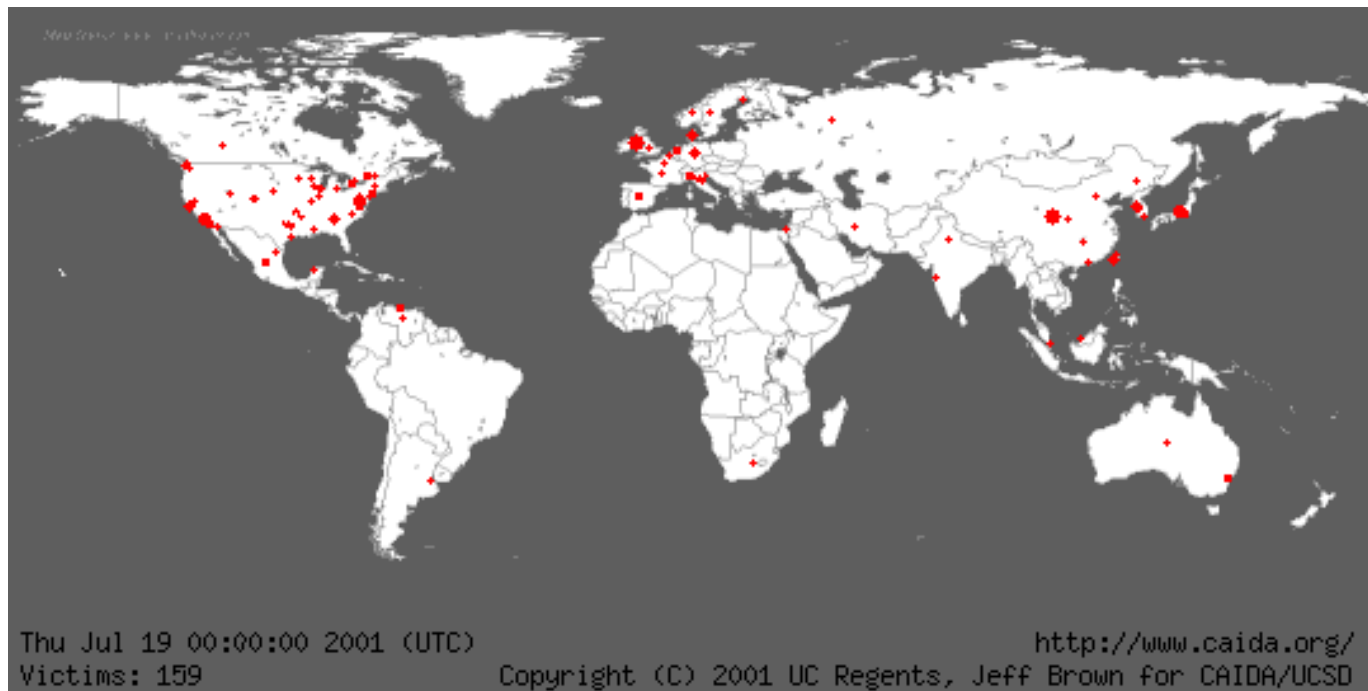 Thu Jul 19 00:00:00 2001 (UTC)
http://www.caida.org/
Victims: 159
Copyright (C) 2001 UC Regents, Jeff Brown for CAIDA/UCSD